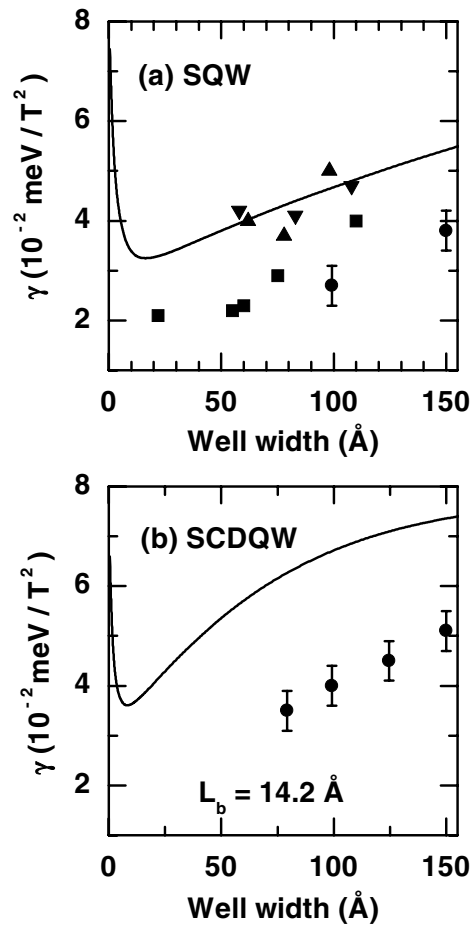 8
(a) SQW
6
4
2
γ (10⁻² meV / T²)
0 50 100 150
Well width (Å)
8
(b) SCDQW
6
4
2
γ (10⁻² meV / T²)
L_b = 14.2 Å
0 50 100 150
Well width (Å)